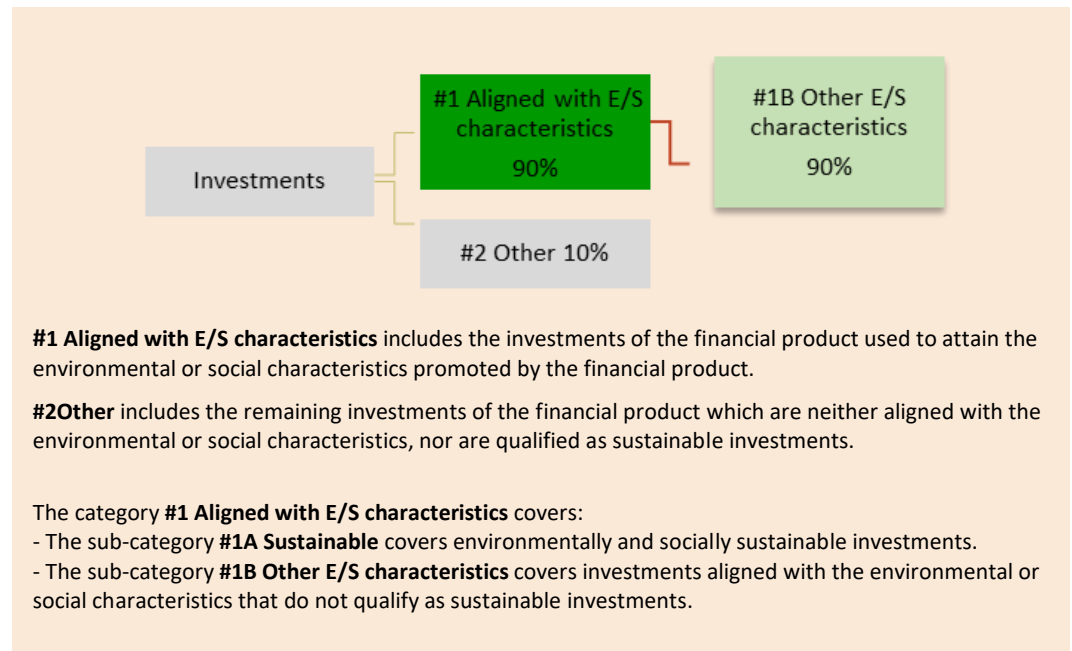 #1 Aligned with E/S
characteristics
90%
#1B Other E/S
characteristics
90%
Investments
#2 Other 10%
#1 Aligned with E/S characteristics includes the investments of the financial product used to attain the
environmental or social characteristics promoted by the financial product.
#2Other includes the remaining investments of the financial product which are neither aligned with the
environmental or social characteristics, nor are qualified as sustainable investments.
The category #1 Aligned with E/S characteristics covers:
- The sub-category #1A Sustainable covers environmentally and socially sustainable investments.
- The sub-category #1B Other E/S characteristics covers investments aligned with the environmental or
social characteristics that do not qualify as sustainable investments.